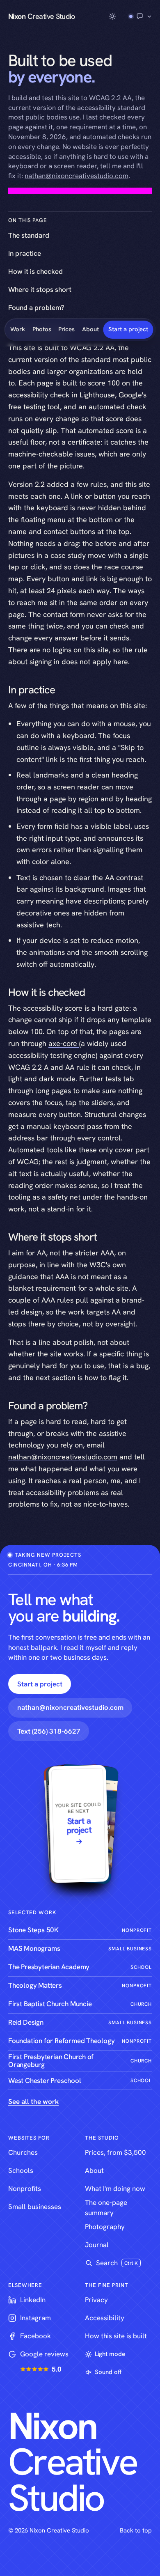 Nixon Creative Studio
Built to be used
by everyone.
I build and test this site to WCAG 2.2 AA, the
current version of the accessibility standard
most public bodies are held to. I also check
every page against it, one requirement at a time, on
November 8, 2026, and automated checks run
on every change. No website is perfect for
everyone, so if anything is in your way with a
keyboard or a screen reader, tell me and I'll
fix it: nathan@nixoncreativestudio.com.
ON THIS PAGE
The standard
In practice
How it is checked
Where it stops short
Found a problem?
Work Photos Prices About Start a project
This site is built to WCAG 2.2 AA, the
current version of the standard most public
bodies and larger organizations are held
to. Each page is built to score 100 on the
accessibility check in Lighthouse, Google's
free testing tool, and an automated check
runs on every change so that score does
not quietly slip. That automated score is a
useful floor, not a certificate: it catches the
machine-checkable issues, which are only
one part of the picture.
Version 2.2 added a few rules, and this site
meets each one. A link or button you reach
with the keyboard is never hidden behind
the floating menu at the bottom or the
name and contact buttons at the top.
Nothing needs a drag: the before and after
pictures in a case study move with a single
tap or click, and so does the race course
map. Every button and link is big enough to
hit, at least 24 pixels each way. The ways
to reach me sit in the same order on every
page. The contact form never asks for the
same thing twice, and you can check and
change every answer before it sends.
There are no logins on this site, so the rule
about signing in does not apply here.
In practice
A few of the things that means on this site:
Everything you can do with a mouse, you
can do with a keyboard. The focus
outline is always visible, and a "Skip to
content" link is the first thing you reach.
Real landmarks and a clean heading
order, so a screen reader can move
through a page by region and by heading
instead of reading it all top to bottom.
Every form field has a visible label, uses
the right input type, and announces its
own errors rather than signalling them
with color alone.
Text is chosen to clear the AA contrast
bar against its background. Images that
carry meaning have descriptions; purely
decorative ones are hidden from
assistive tech.
If your device is set to reduce motion,
the animations and the smooth scrolling
switch off automatically.
How it is checked
The accessibility score is a hard gate: a
change cannot ship if it drops any template
below 100. On top of that, the pages are
run through axe-core (a widely used
accessibility testing engine) against every
WCAG 2.2 A and AA rule it can check, in
light and dark mode. Further tests tab
through long pages to make sure nothing
covers the focus, tap the sliders, and
measure every button. Structural changes
get a manual keyboard pass from the
address bar through every control.
Automated tools like these only cover part
of WCAG; the rest is judgment, whether alt
text is actually useful, whether the
reading order makes sense, so I treat the
tooling as a safety net under the hands-on
work, not a stand-in for it.
Where it stops short
I aim for AA, not the stricter AAA, on
purpose, in line with the W3C's own
guidance that AAA is not meant as a
blanket requirement for a whole site. A
couple of AAA rules pull against a brand-
led design, so the work targets AA and
stops there by choice, not by oversight.
That is a line about polish, not about
whether the site works. If a specific thing is
genuinely hard for you to use, that is a bug,
and the next section is how to flag it.
Found a problem?
If a page is hard to read, hard to get
through, or breaks with the assistive
technology you rely on, email
nathan@nixoncreativestudio.com and tell
me what happened and what you were
using. It reaches a real person, me, and I
treat accessibility problems as real
problems to fix, not as nice-to-haves.
TAKING NEW PROJECTS
CINCINNATI, OH · 6:36 PM
Tell me what
you are building.
The first conversation is free and ends with an
honest ballpark. I read it myself and reply
within one or two business days.
Start a project
nathan@nixoncreativestudio.com
Text (256) 318-6627
YOUR SITE COULD
BE NEXT
Start a
project
SELECTED WORK
Stone Steps 50K NONPROFIT
MAS Monograms SMALL BUSINESS
The Presbyterian Academy SCHOOL
Theology Matters NONPROFIT
First Baptist Church Muncie CHURCH
Reid Design SMALL BUSINESS
Foundation for Reformed Theology NONPROFIT
First Presbyterian Church of
Orangeburg CHURCH
West Chester Preschool SCHOOL
See all the work
WEBSITES FOR
Churches
Schools
Nonprofits
Small businesses
THE STUDIO
Prices, from $3,500
About
What I'm doing now
The one-page
summary
Photography
Journal
Search Ctrl K
ELSEWHERE
LinkedIn
Instagram
Facebook
Google reviews
★★★★★ 5.0
THE FINE PRINT
Privacy
Accessibility
How this site is built
Light mode
Sound off
Nixon
Creative
Studio
© 2026 Nixon Creative Studio Back to top